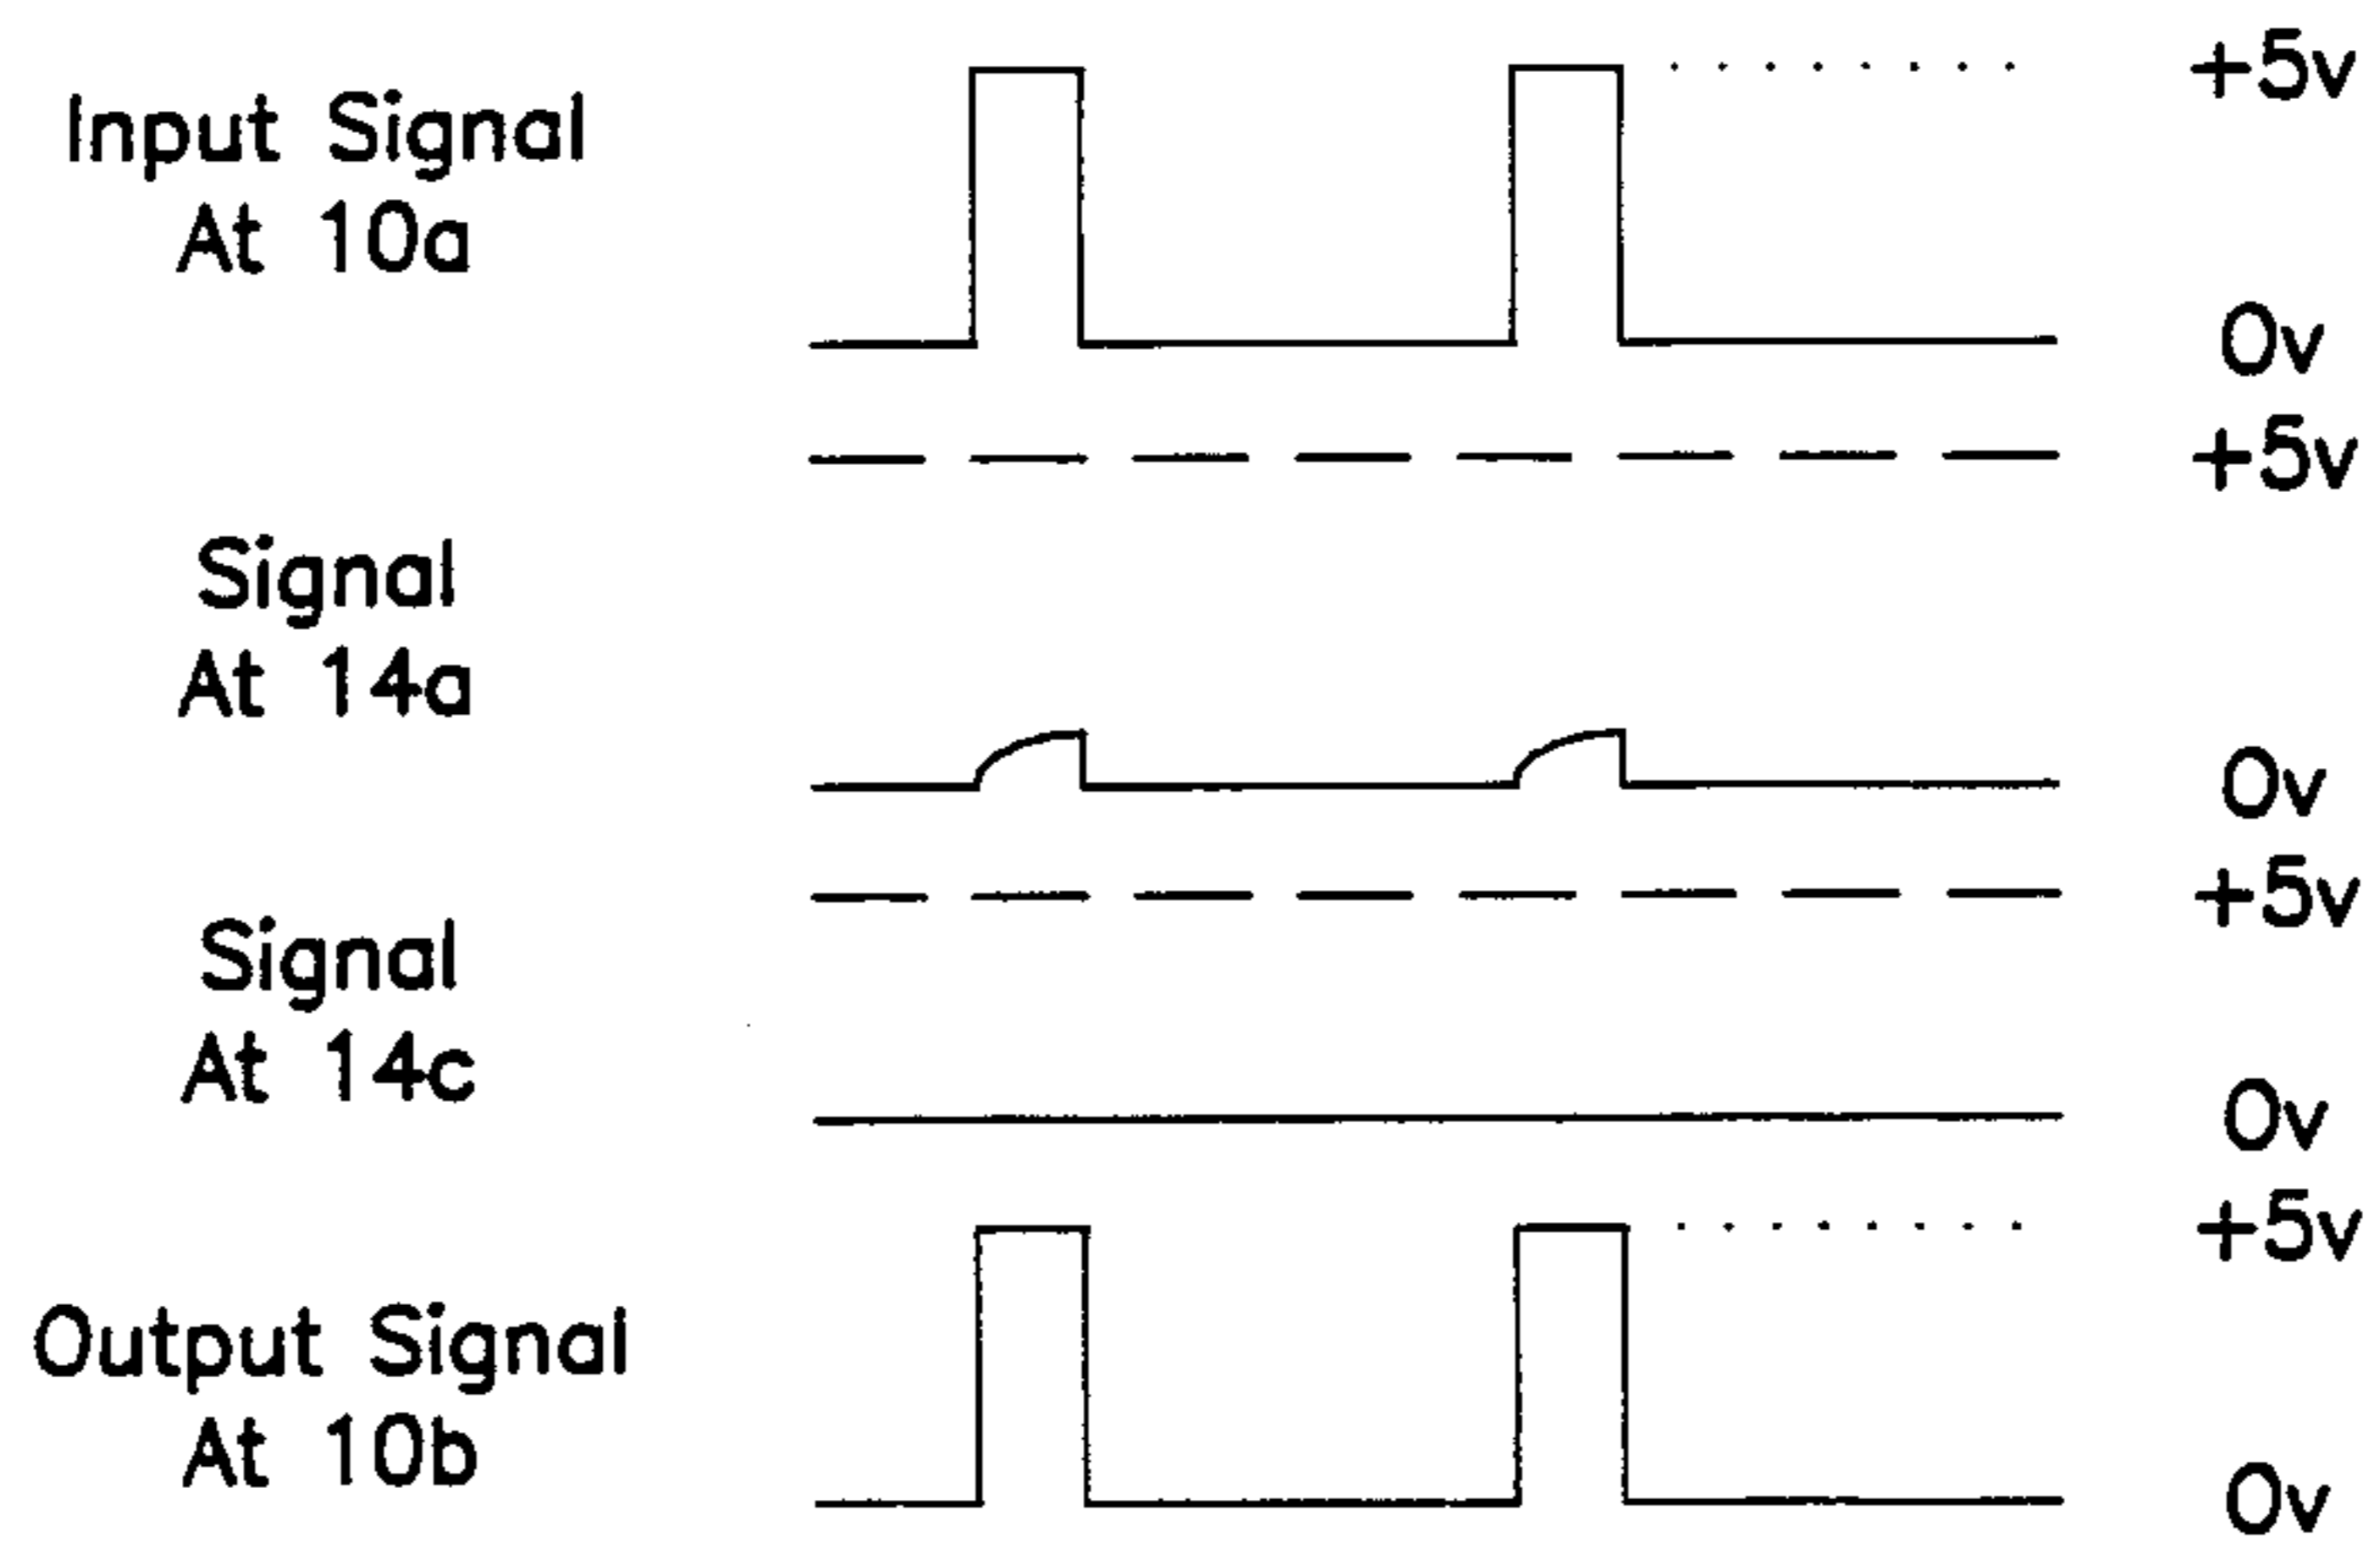 Input Signal
At 10a
+5v
0v
+5v
Signal
At 14a
0v
+5v
Signal
At 14c
0v
+5v
Output Signal
At 10b
0v